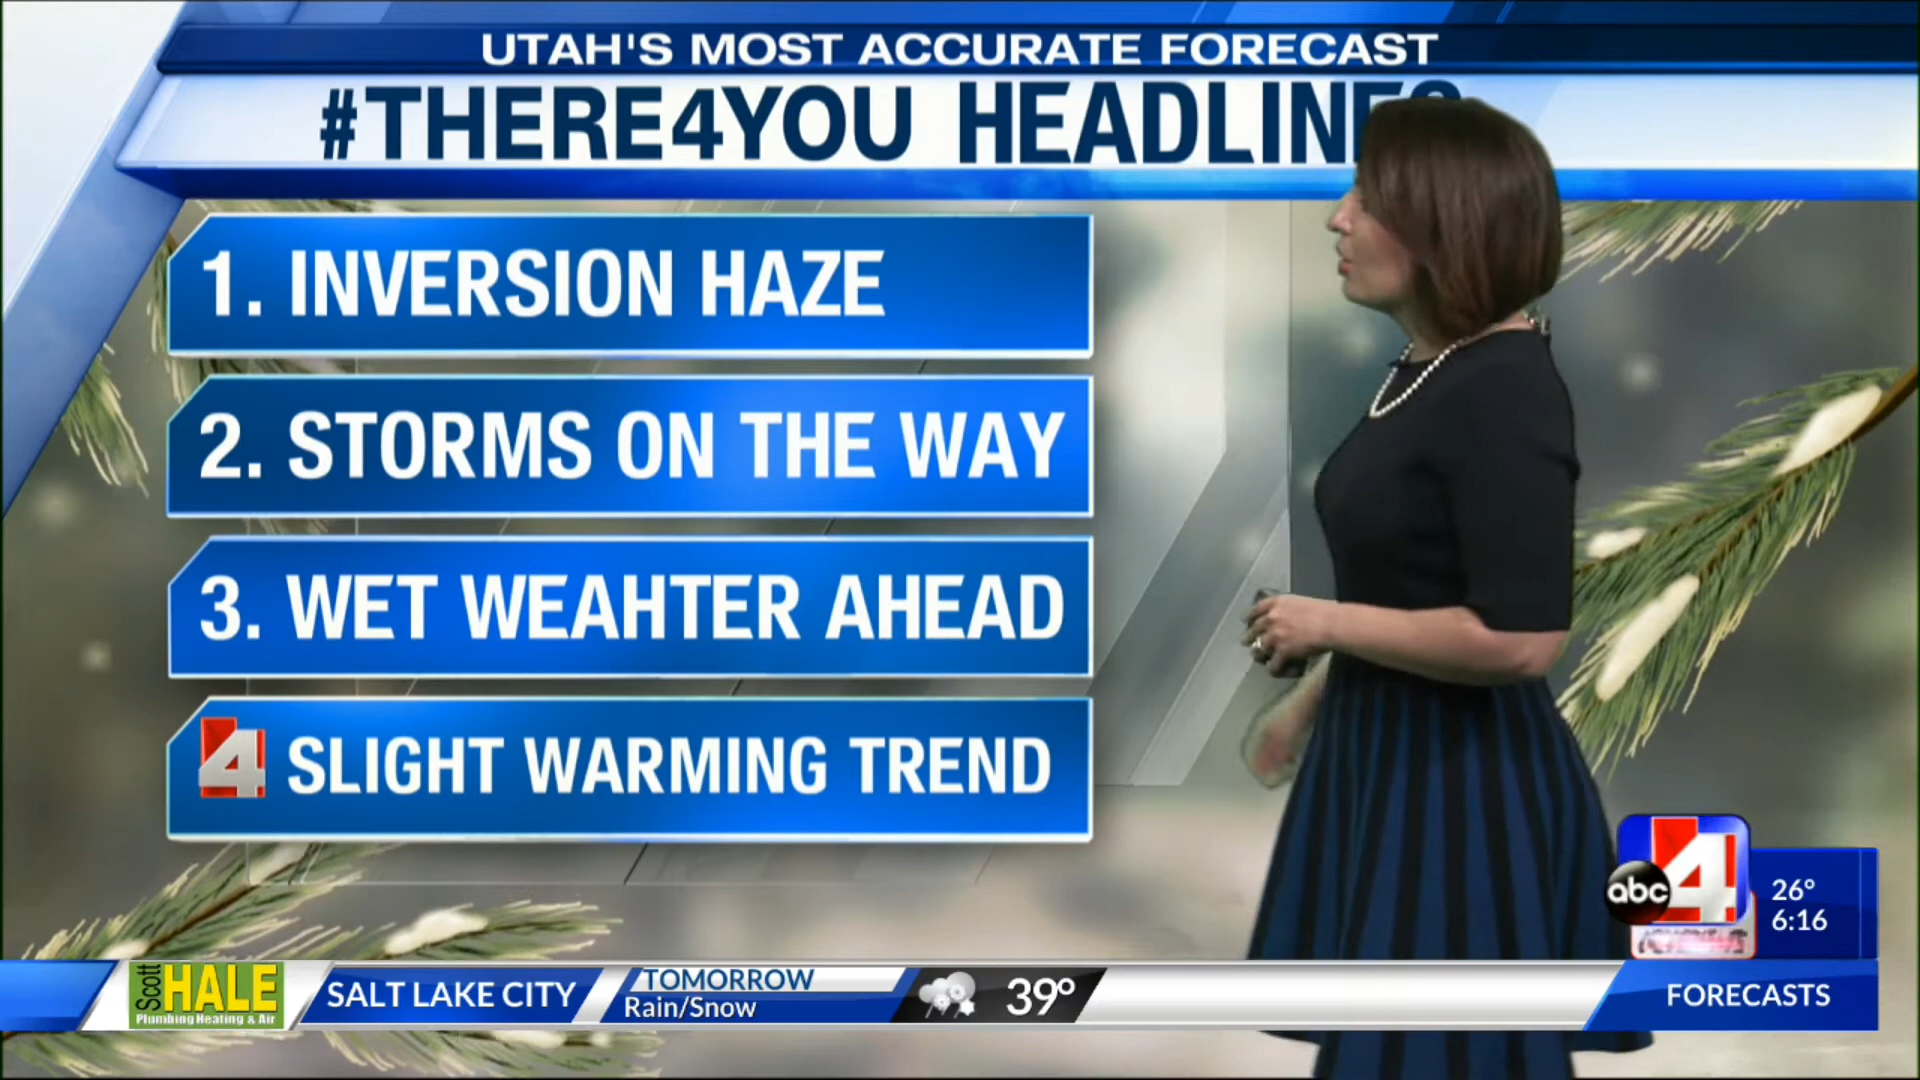 UTAH'S MOST ACCURATE FORECAST
#THERE4YOU HEADLINES
1. INVERSION HAZE
2. STORMS ON THE WAY
3. WET WEAHTER AHEAD
4 SLIGHT WARMING TREND
abc 4
26°
6:16
Scott HALE
Plumbing Heating & Air
SALT LAKE CITY
TOMORROW
Rain/Snow
39°
FORECASTS